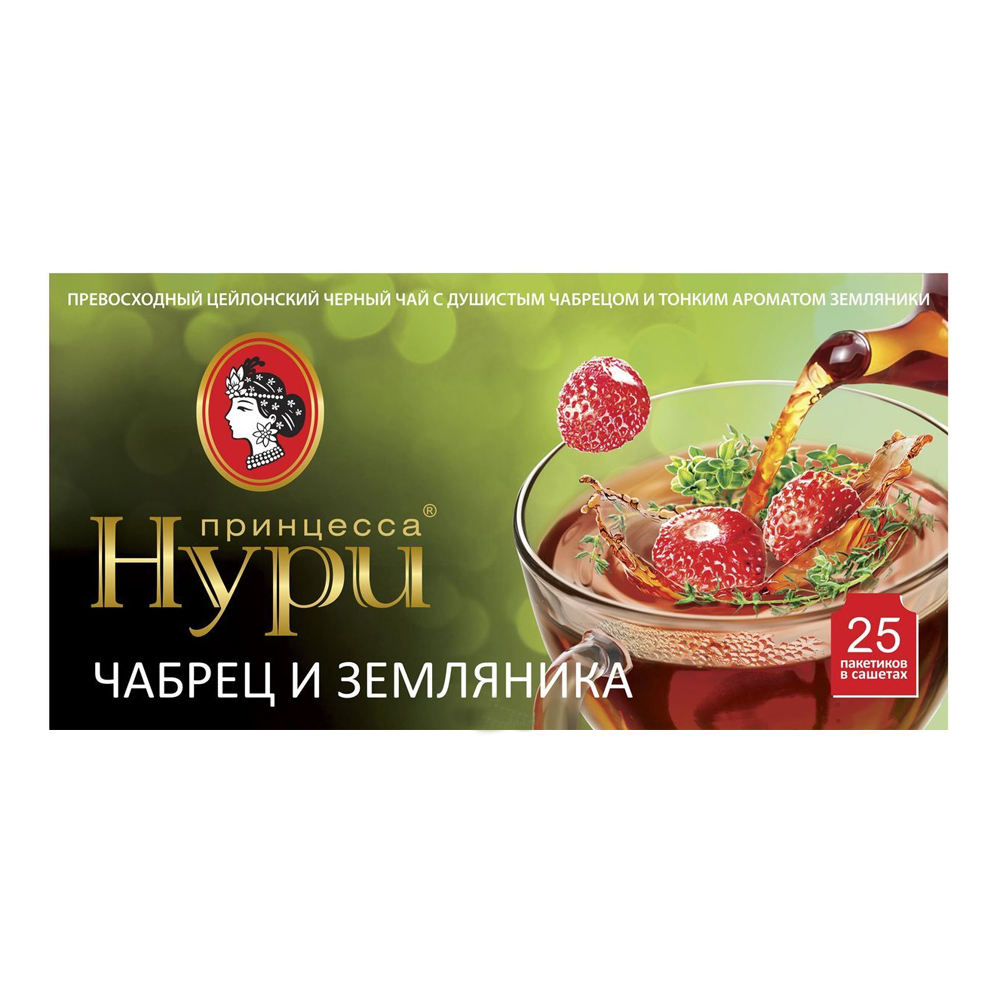 ПРЕВОСХОДНЫЙ ЦЕЙЛОНСКИЙ ЧЕРНЫЙ ЧАЙ С ДУШИСТЫМ ЧАБРЕЦОМ И ТОНКИМ АРОМАТОМ ЗЕМЛЯНИКИ
ПРИНЦЕССА®
Нури
ЧАБРЕЦ И ЗЕМЛЯНИКА
25
пакетиков
в сашетах